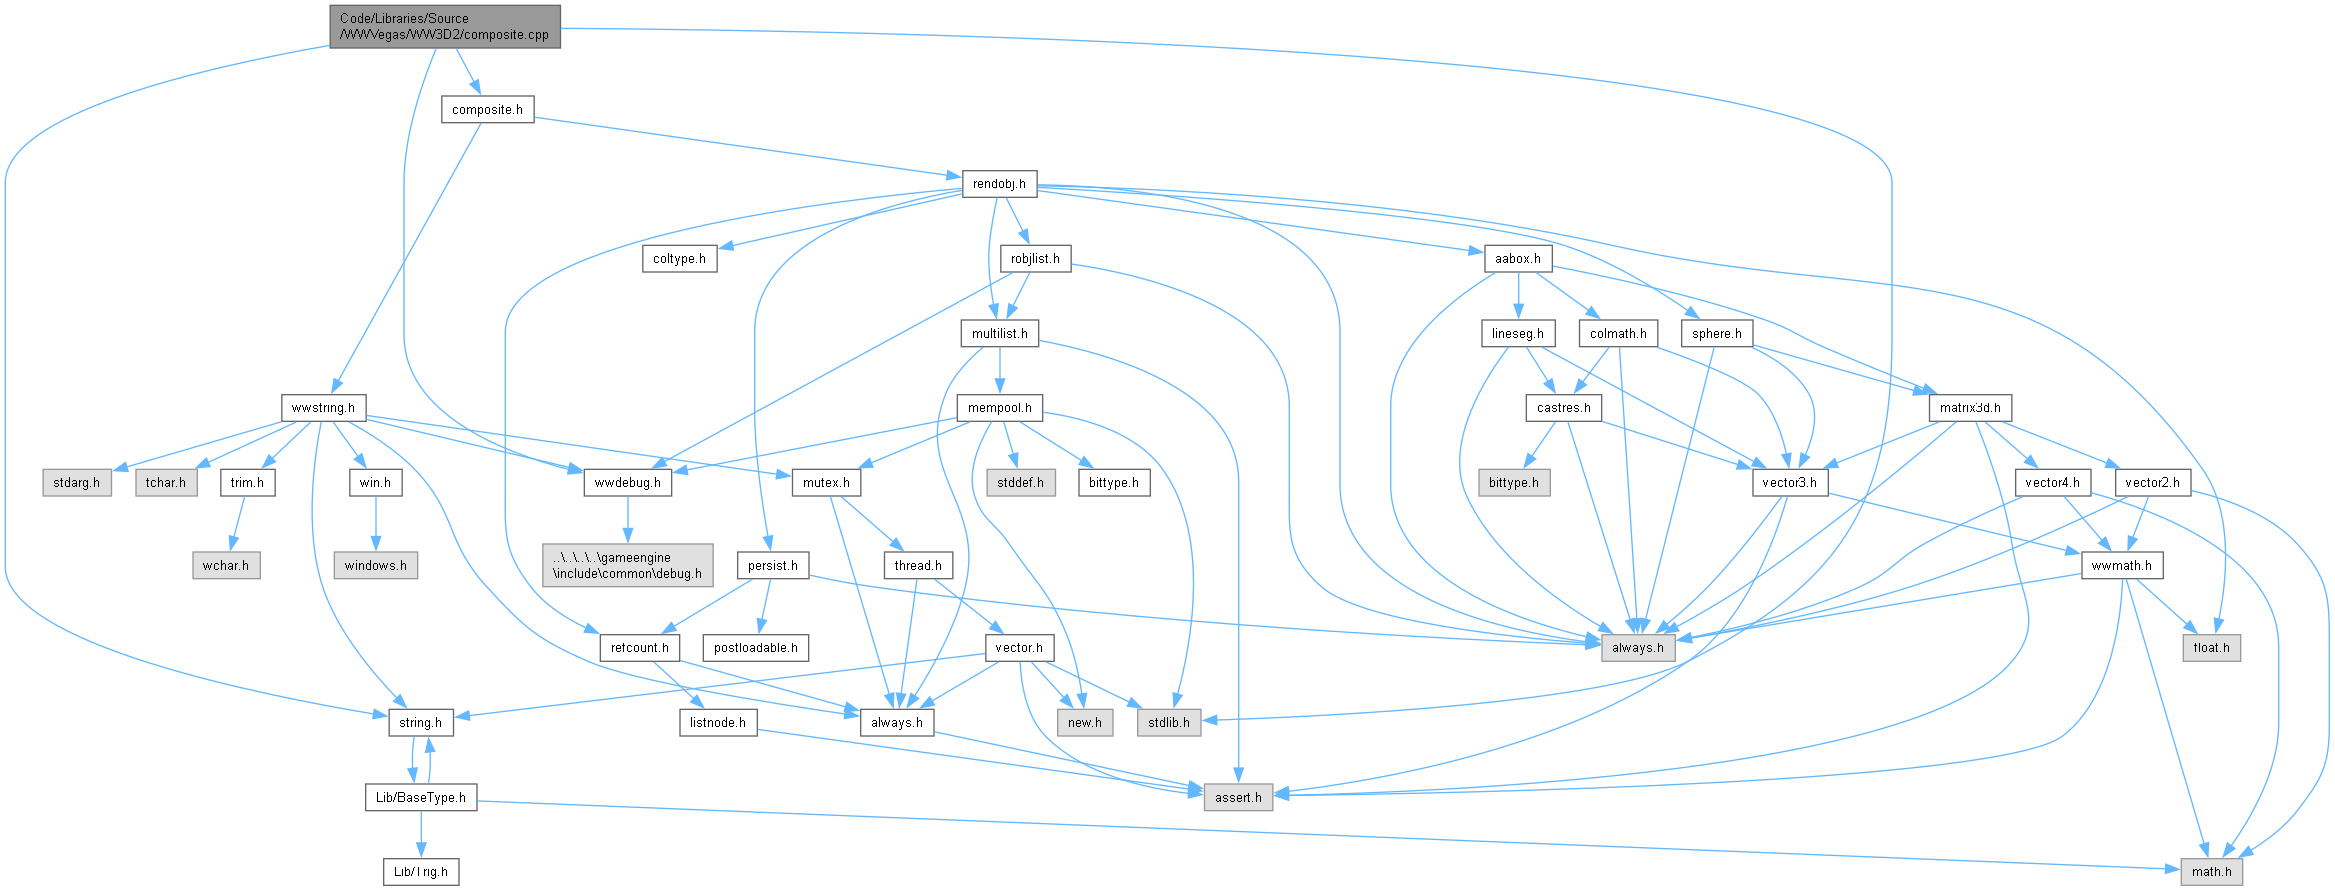 Code/Libraries/Source
/WWVegas/WW3D2/composite.cpp
composite.h
rendobj.h
coltype.h
robjlist.h
aabox.h
multilist.h
lineseg.h
colmath.h
sphere.h
wwstring.h
mempool.h
castres.h
matrix3d.h
stdarg.h
tchar.h
trim.h
win.h
wwdebug.h
mutex.h
stddef.h
bittype.h
bittype.h
vector3.h
vector4.h
vector2.h
wchar.h
windows.h
..\..\..\..\gameengine
\include\common\debug.h
persist.h
thread.h
wwmath.h
refcount.h
postloadable.h
vector.h
always.h
float.h
string.h
listnode.h
always.h
new.h
stdlib.h
Lib/BaseType.h
assert.h
Lib/Trig.h
math.h